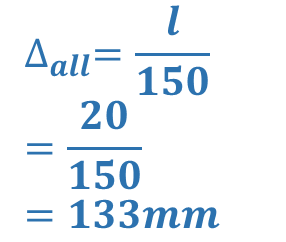 Δall = l/150
= 20/150
= 133mm